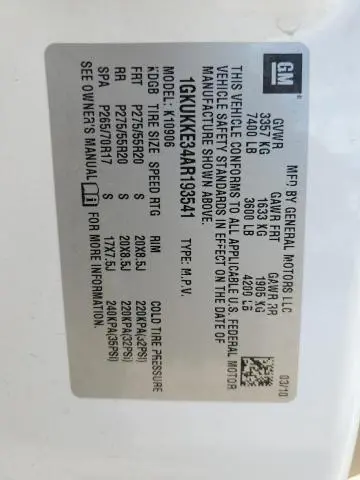 GM
®
03/10
MFD BY GENERAL MOTORS LLC
GVWR GAWR FRT GAWR RR
3357 KG 1633 KG 1905 KG
7400 LB 3600 LB 4200 LB
THIS VEHICLE CONFORMS TO ALL APPLICABLE U.S. FEDERAL MOTOR
VEHICLE SAFETY STANDARDS IN EFFECT ON THE DATE OF
MANUFACTURE SHOWN ABOVE.
1GKUKKE34AR193541 TYPE: M.P.V.
K10906
KDGB TIRE SIZE SPEED RTG RIM COLD TIRE PRESSURE
FRT P275/55R20 S 20X8.5J 220KPA(32PSI)
RR P275/55R20 S 20X8.5J 220KPA(32PSI)
SPA P265/70R17 S 17X7.5J 240KPA(35PSI)
SEE OWNER'S MANUAL FOR MORE INFORMATION.